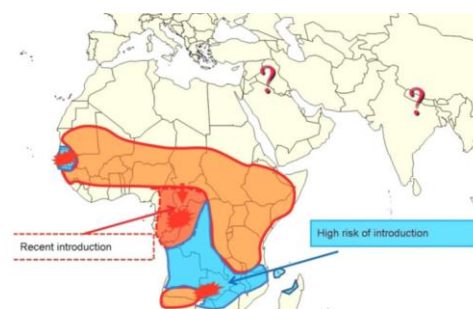 ?
?
High risk of introduction
Recent introduction